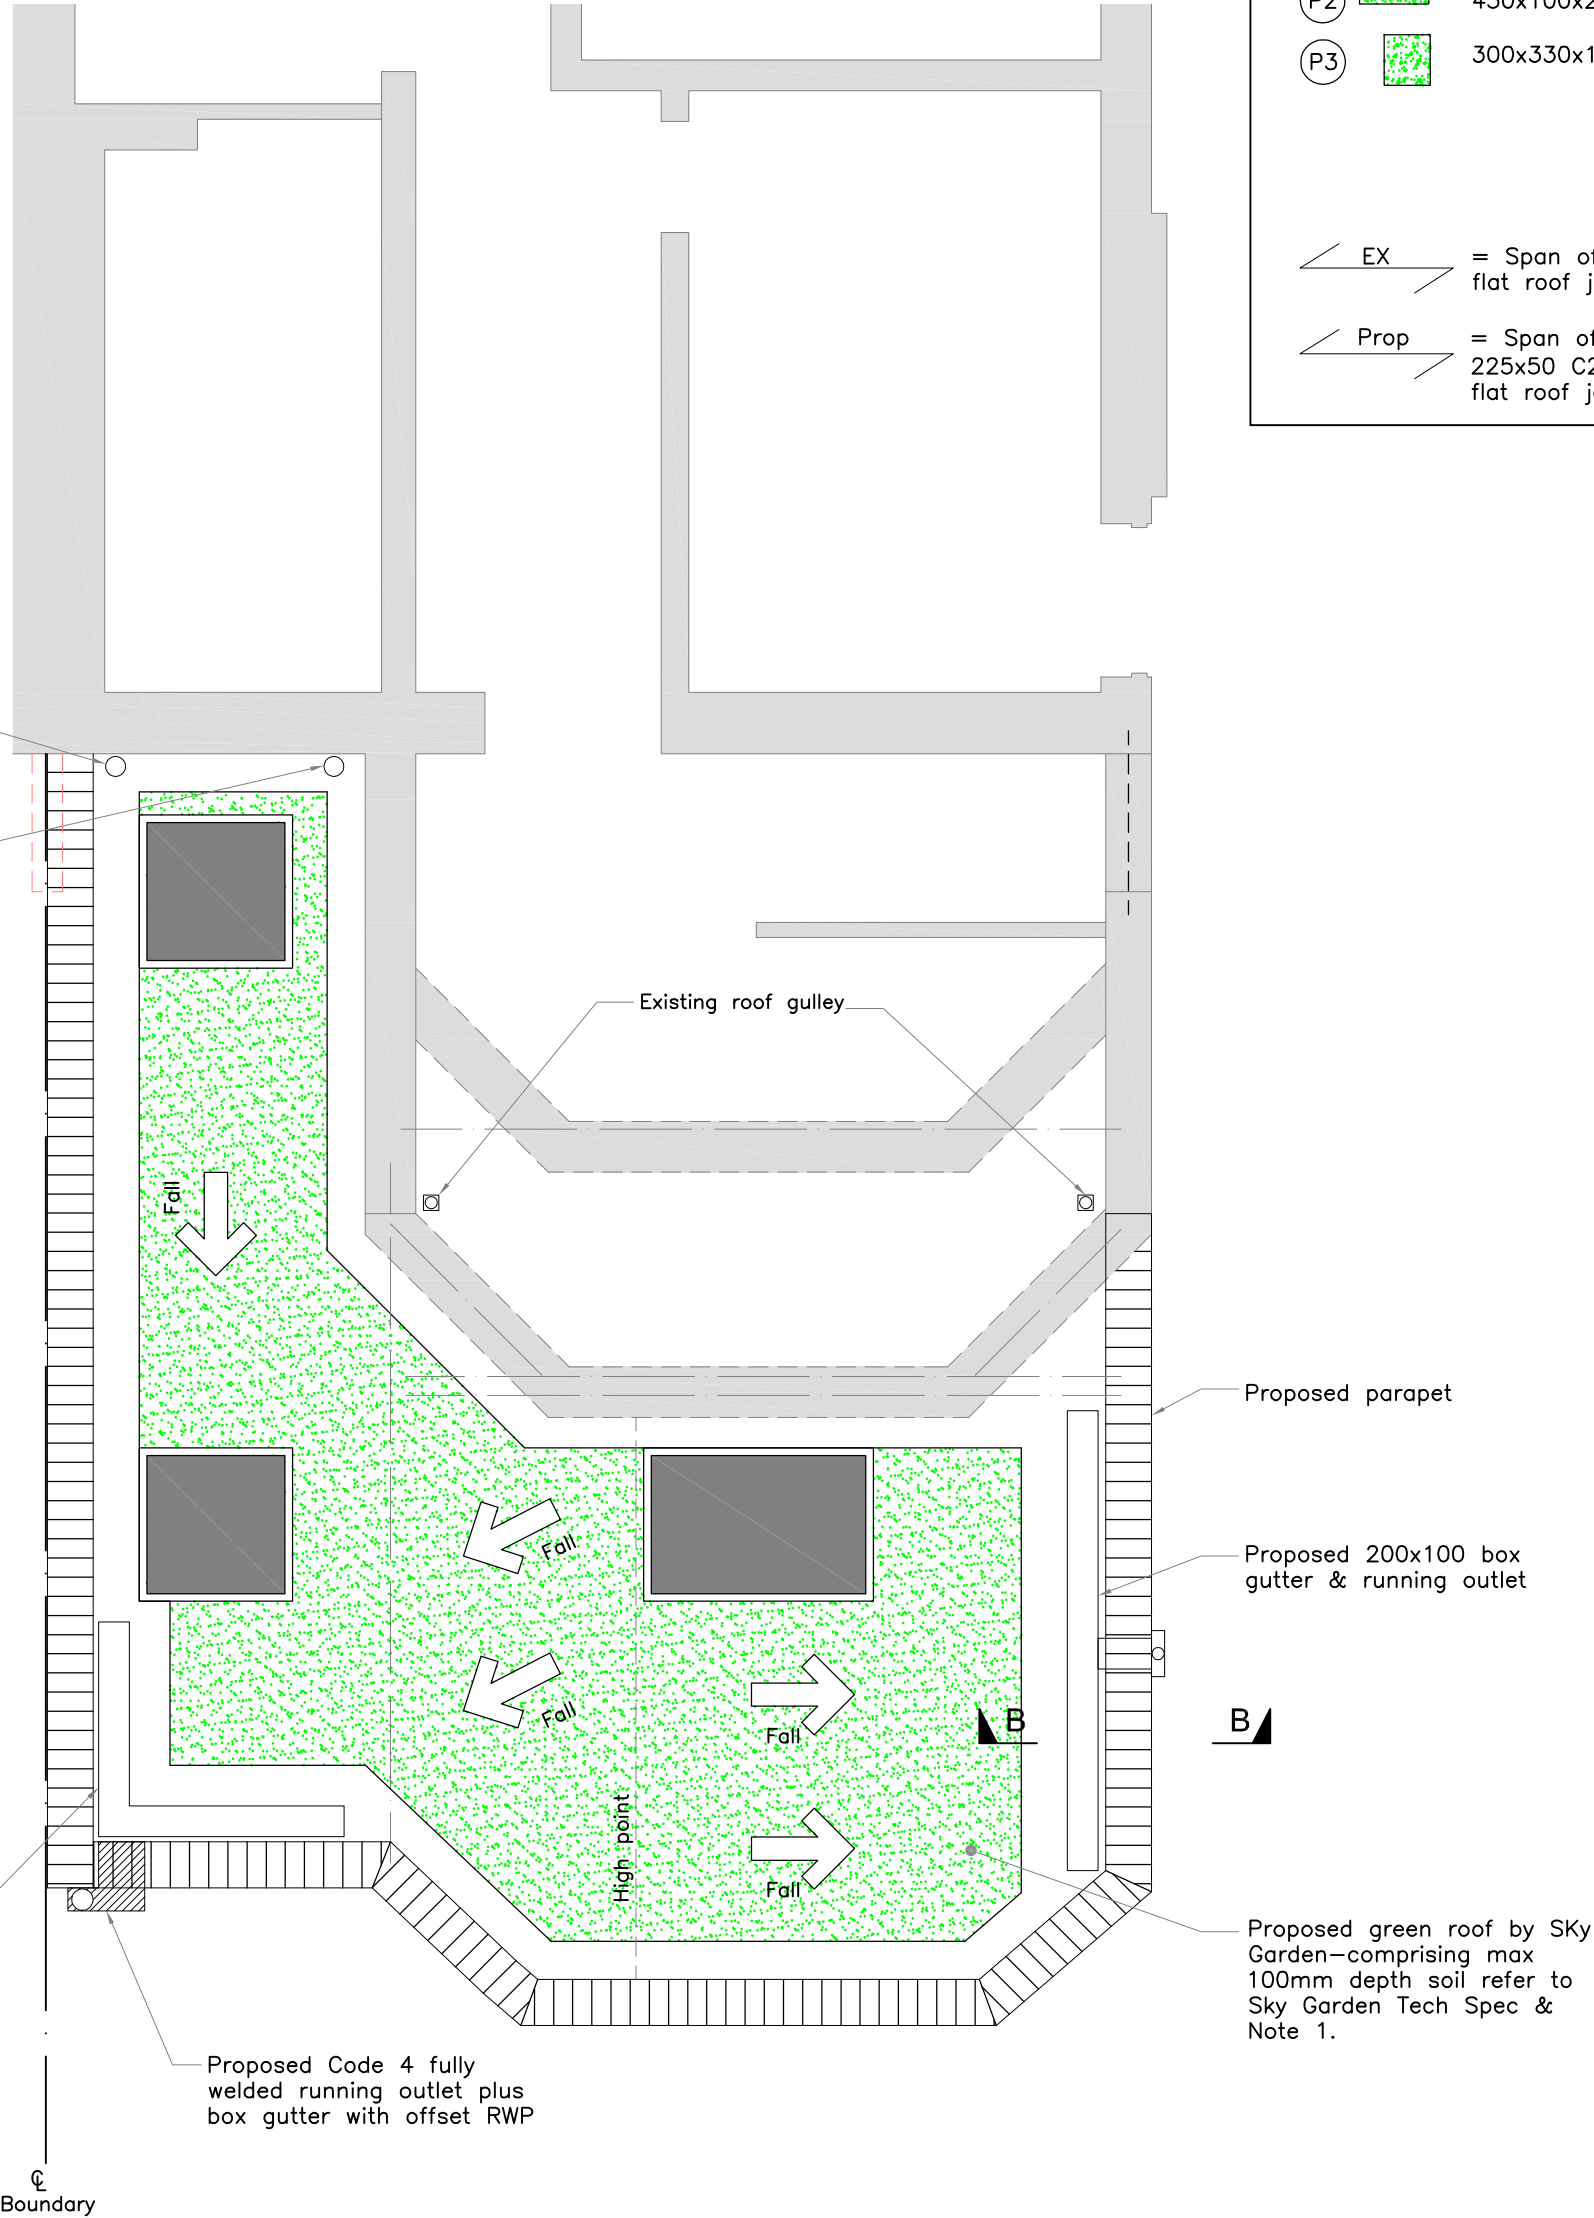 P2
P3
300x330x1
EX
= Span of
flat roof
Prop
= Span of
flat roof
Existing roof gulley
Fall
Proposed parapet
Fall
Proposed 200x100 box
gutter & running outlet
Fall
Fall
B
B
High point
Fall
Proposed green roof by SKy
Garden-comprising max
100mm depth soil refer to
Sky Garden Tech Spec &
Note 1.
Proposed Code 4 fully
welded running outlet plus
box gutter with offset RWP
℄
Boundary